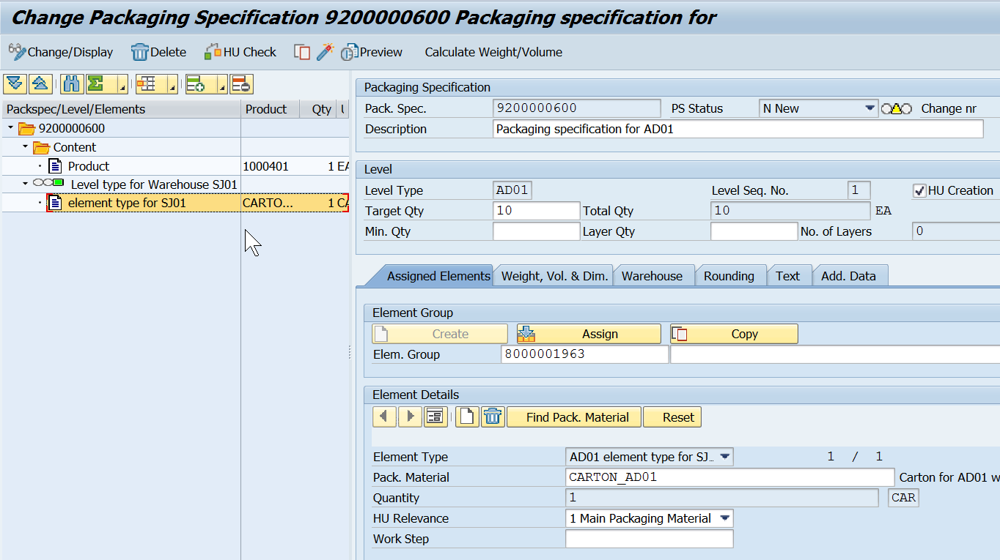 Change Packaging Specification 9200000600 Packaging specification for
Change/Display Delete HU Check Preview Calculate Weight/Volume
Packspec/Level/Elements Product Qty U
9200000600
Content
Product 1000401 1 EA
Level type for Warehouse SJ01
element type for SJ01 CARTO... 1 CA
Packaging Specification
Pack. Spec. 9200000600 PS Status N New Change nr
Description Packaging specification for AD01
Level
Level Type AD01 Level Seq. No. 1 HU Creation
Target Qty 10 Total Qty 10 EA
Min. Qty Layer Qty No. of Layers 0
Assigned Elements Weight, Vol. & Dim. Warehouse Rounding Text Add. Data
Element Group
Create Assign Copy
Elem. Group 8000001963
Element Details
Find Pack. Material Reset
Element Type AD01 element type for SJ... 1 / 1
Pack. Material CARTON_AD01 Carton for AD01 w
Quantity 1 CAR
HU Relevance 1 Main Packaging Material
Work Step